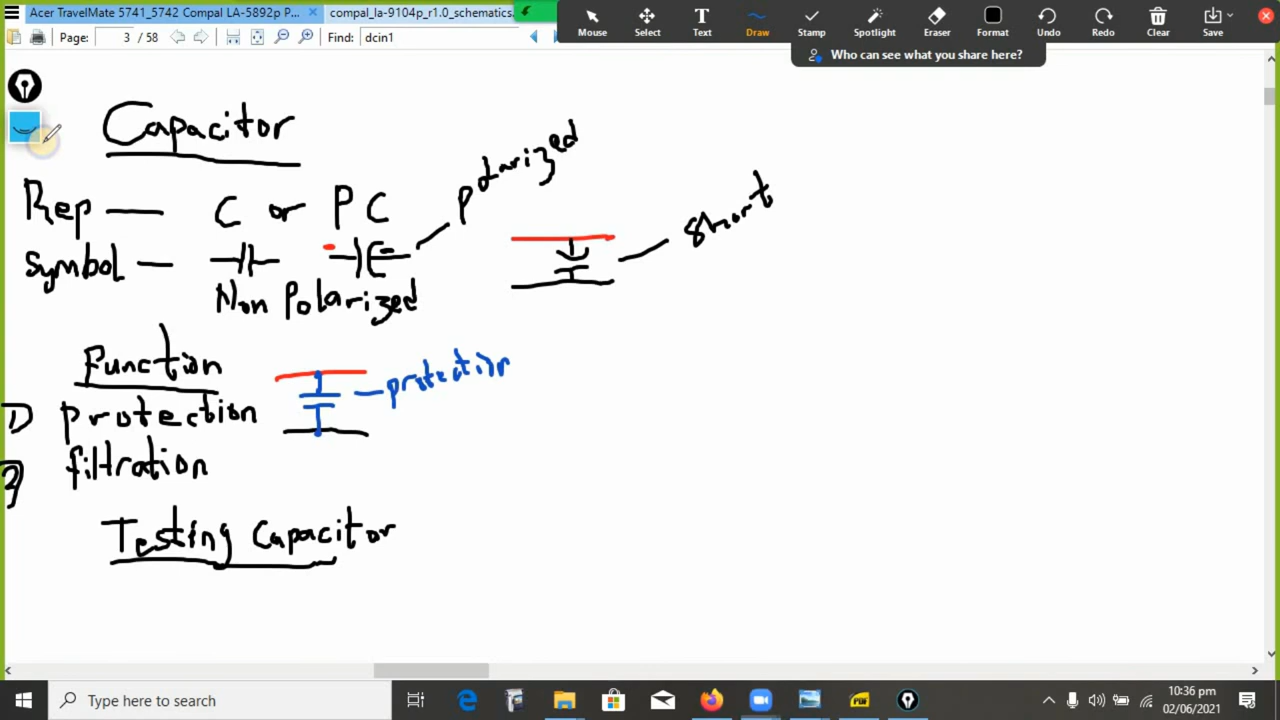 Acer TravelMate 5741_5742 Compal LA-5892p P...
compal_la-9104p_r1.0_schematics.
Page: 3 / 58 Find: dcin1
Mouse Select Text Draw Stamp Spotlight Eraser Format Undo Redo Clear Save
Who can see what you share here?
Capacitor
Polarized
Rep — C or PC
Short
Symbol —
Non Polarized
Function
protection
protection
filtration
Testing Capacitor
Type here to search
10:36 pm
02/06/2021